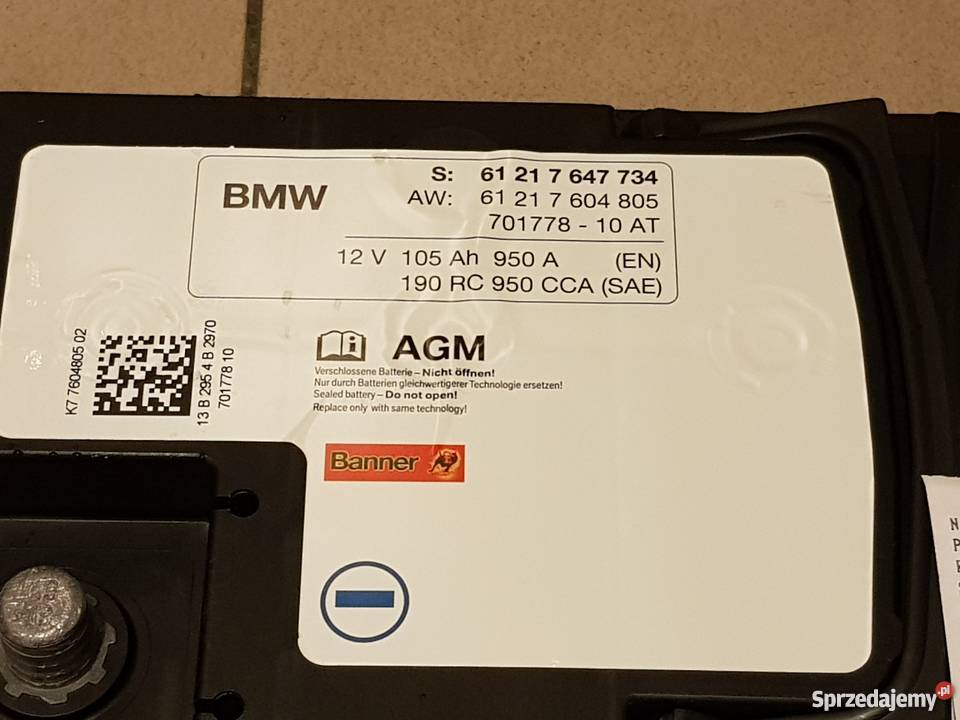 BMW
S: 61 21 7 647 734
AW: 61 21 7 604 805
701778 - 10 AT
12 V 105 Ah 950 A (EN)
190 RC 950 CCA (SAE)
K7 7604805 02
13 B 295 4 B 2970
701778 10
AGM
Verschlossene Batterie – Nicht öffnen!
Nur durch Batterien gleichwertigerer Technologie ersetzen!
Sealed battery – Do not open!
Replace only with same technology!
Banner
N
P
Sprzedajemy.pl